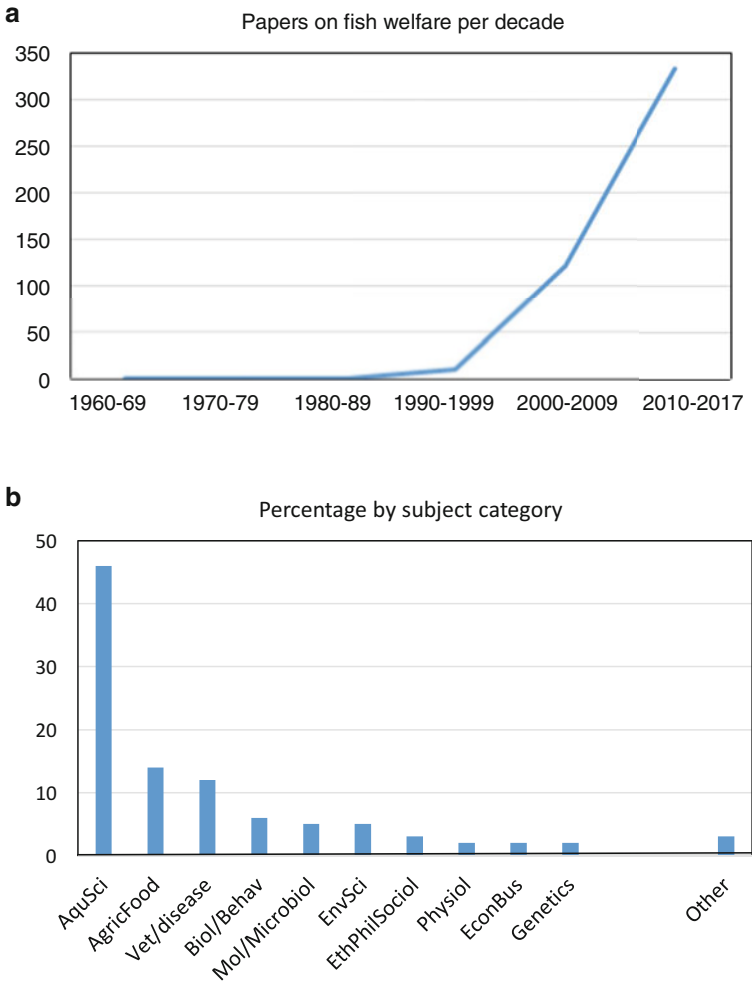 a
Papers on fish welfare per decade
350
300
250
200
150
100
50
0
1960-69 1970-79 1980-89 1990-1999 2000-2009 2010-2017
b
Percentage by subject category
50
40
30
20
10
0
AquSci
AgricFood
Vet/disease
Biol/Behav
Mol/Microbiol
EnvSci
EthPhilSociol
Physiol
EconBus
Genetics
Other